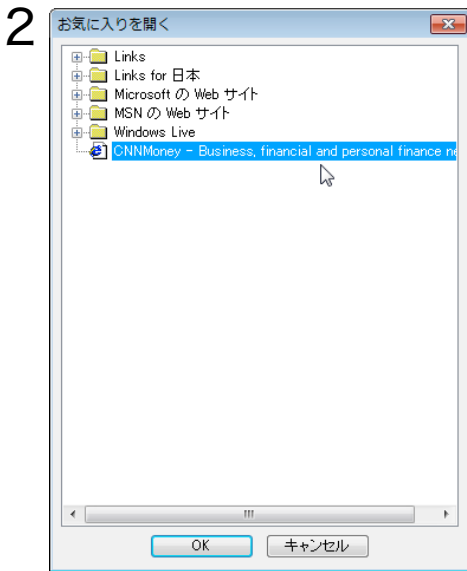 2
お気に入りを開く
Links
Links for 日本
Microsoft の Web サイト
MSN の Web サイト
Windows Live
CNNMoney - Business, financial and personal finance ne
OK
キャンセル